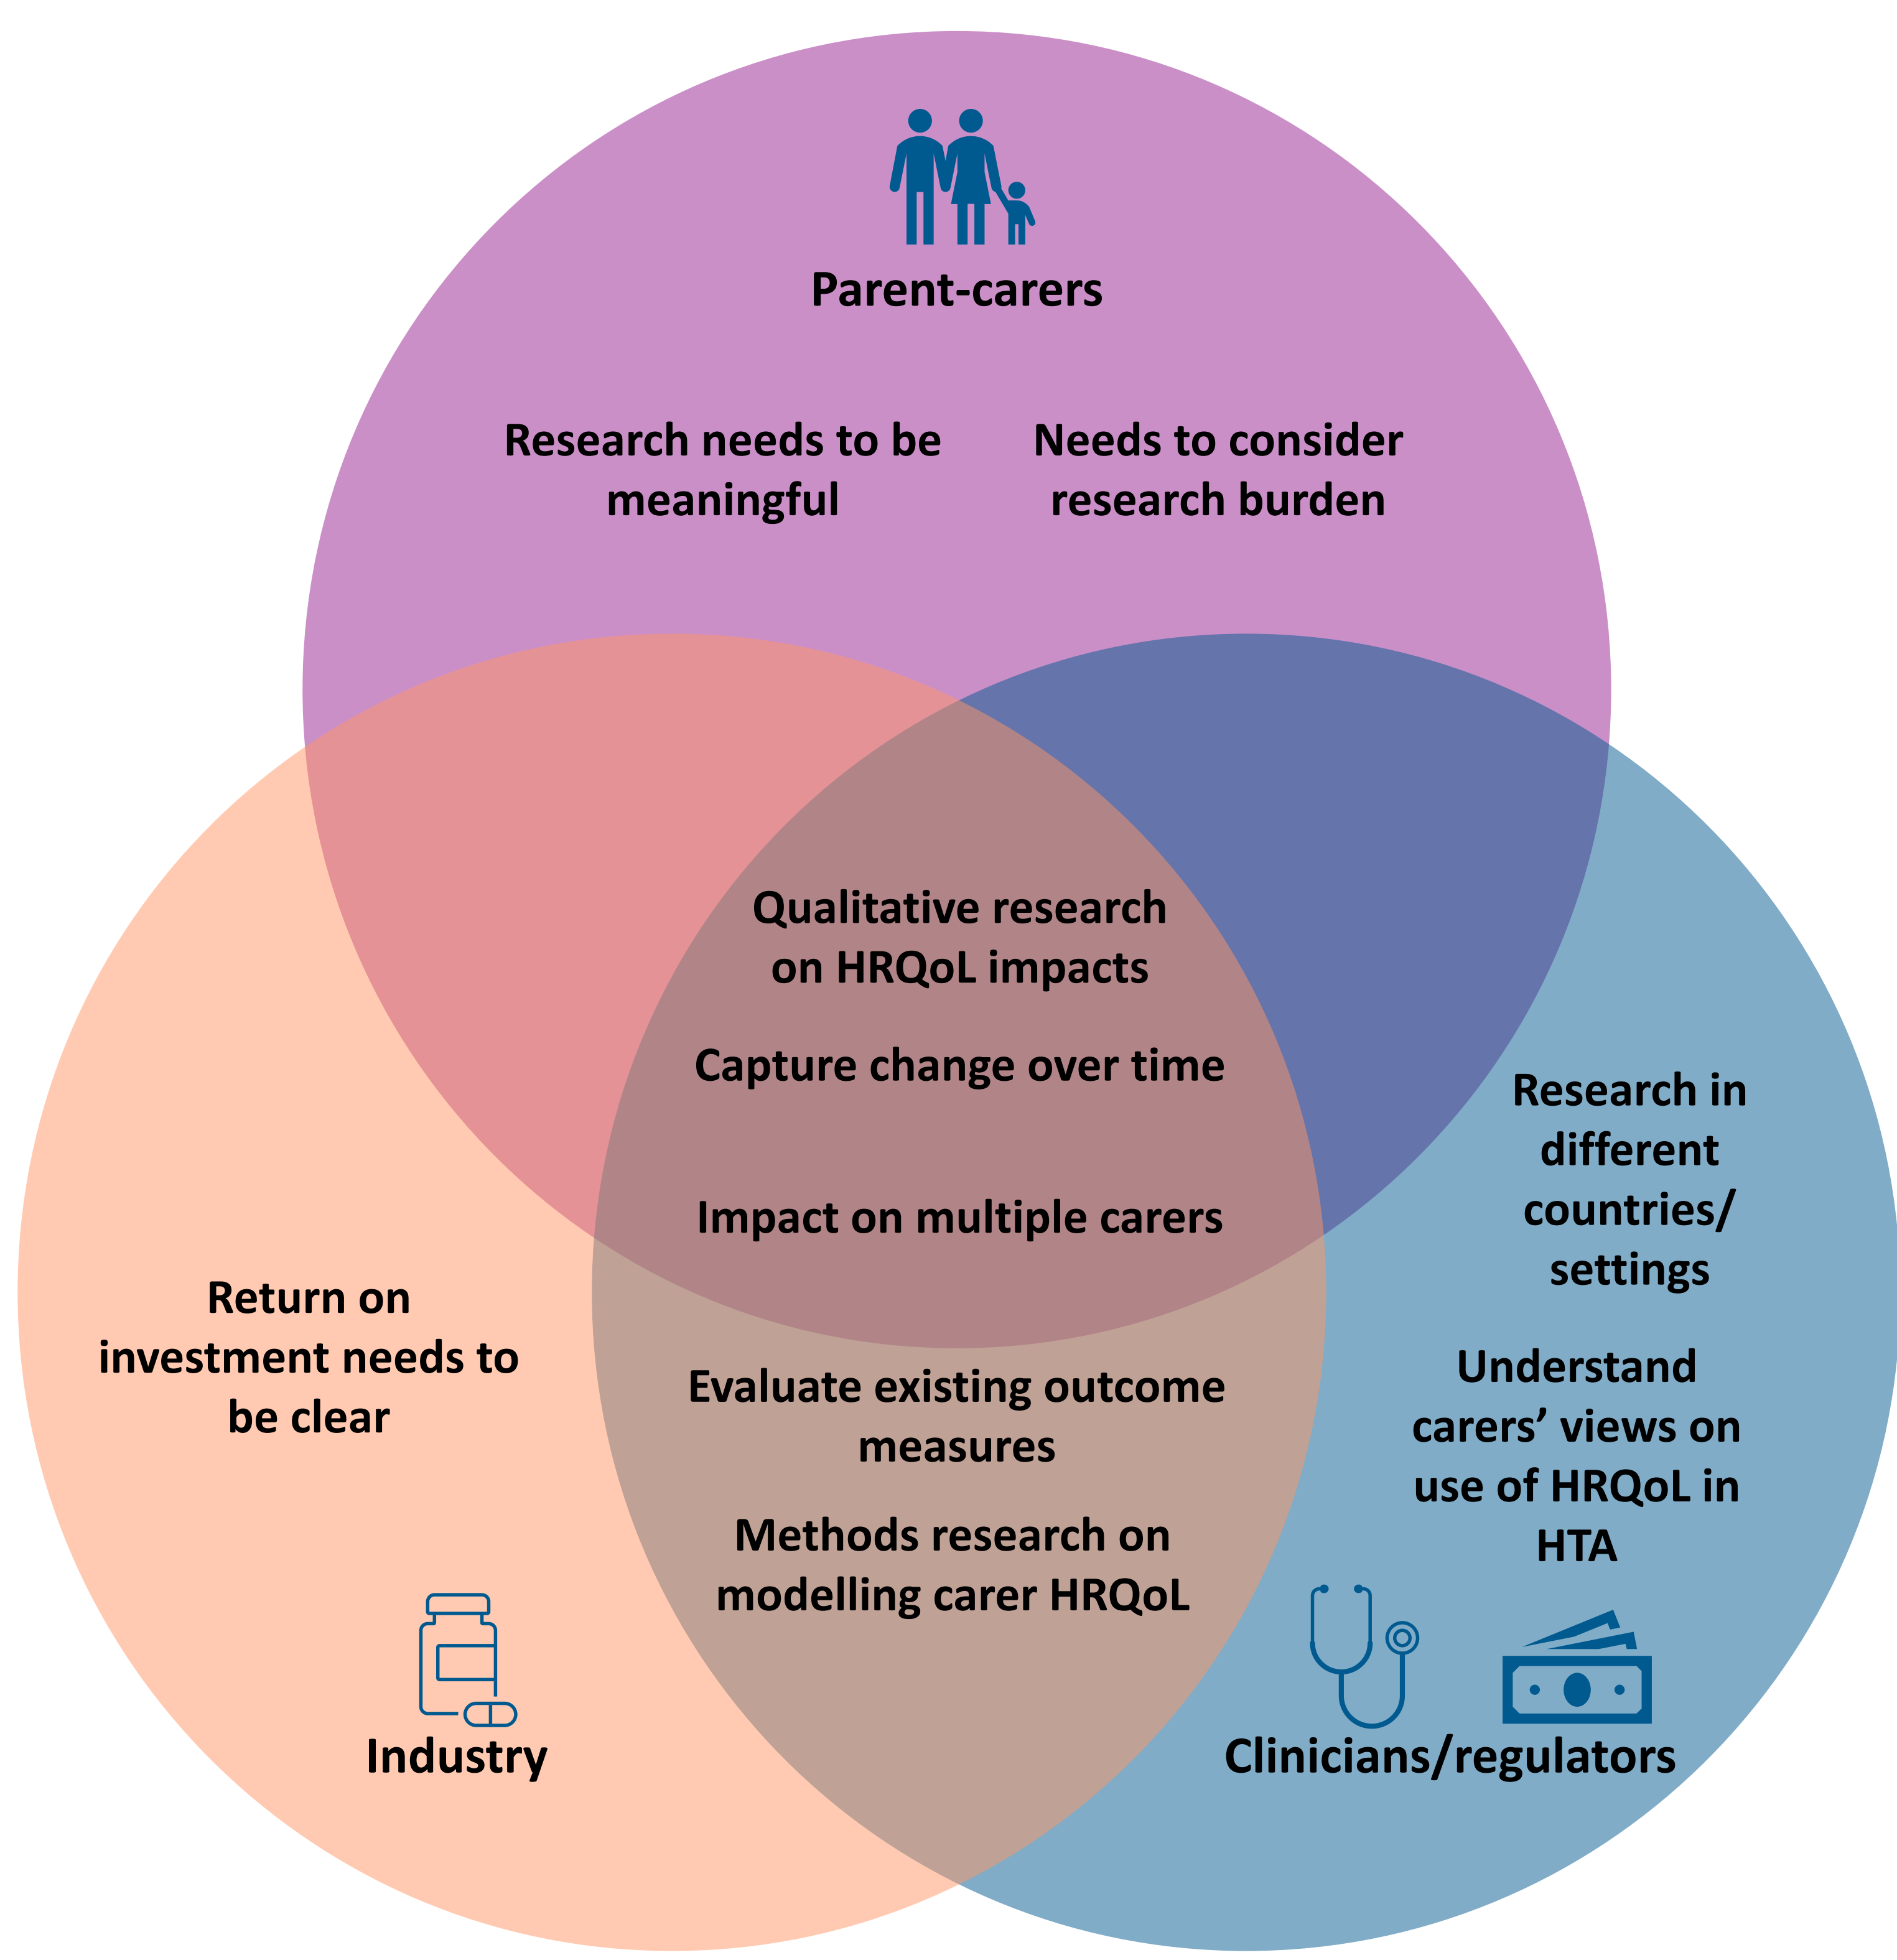 Parent-carers
Research needs to be
meaningful
Needs to consider
research burden
Qualitative research
on HRQoL impacts
Capture change over time
Impact on multiple carers
Evaluate existing outcome
measures
Methods research on
modelling carer HRQoL
Return on
investment needs to
be clear
Industry
Research in
different
countries/
settings
Understand
carers’ views on
use of HRQoL in
HTA
Clinicians/regulators